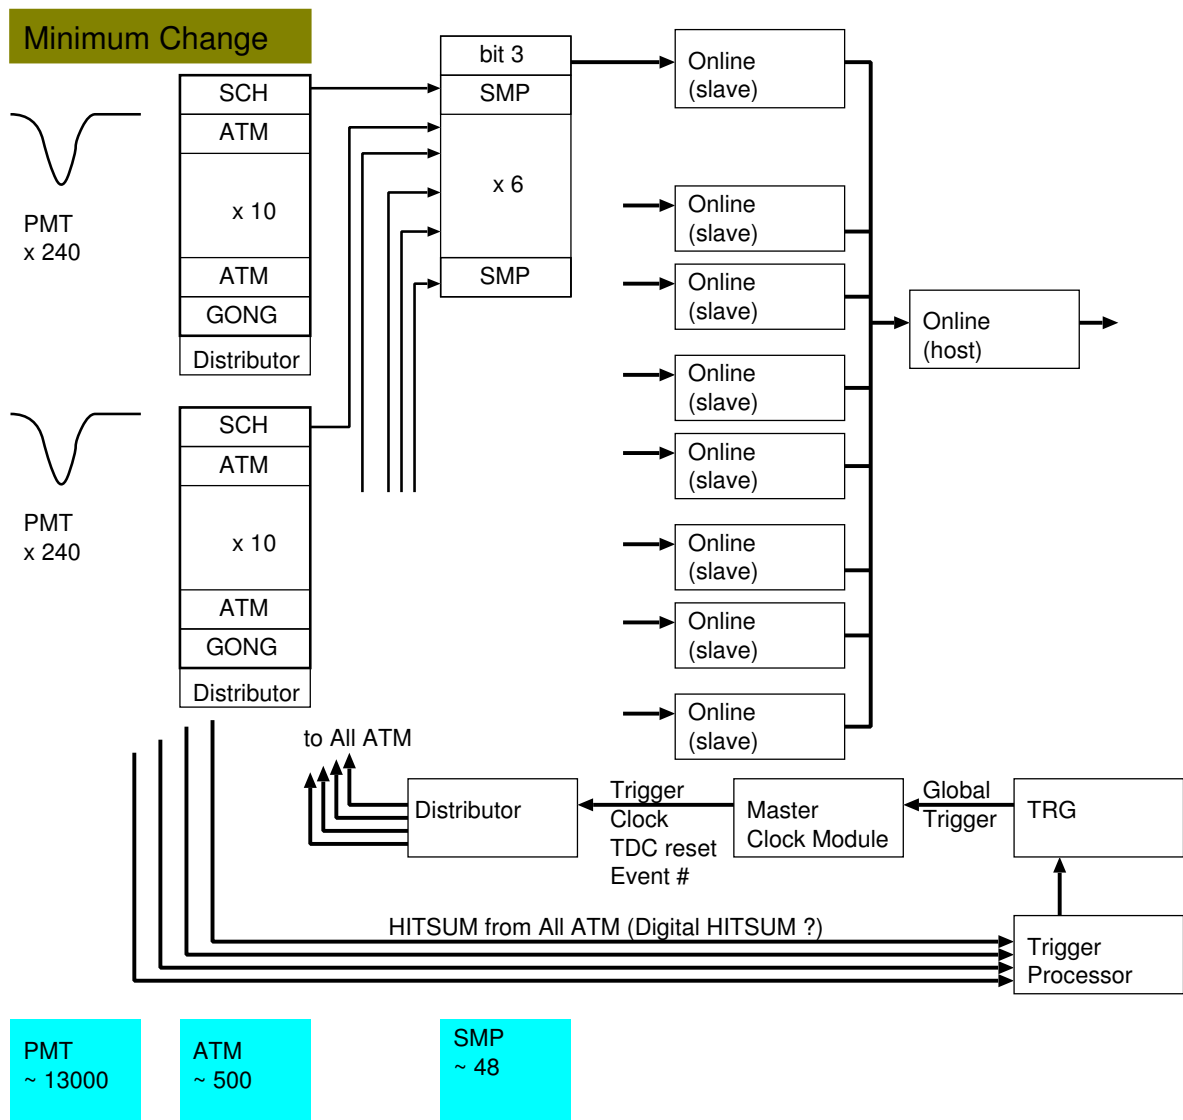 Minimum Change
PMT
x 240
SCH
ATM
x 10
ATM
GONG
Distributor
PMT
x 240
SCH
ATM
x 10
ATM
GONG
Distributor
bit 3
SMP
x 6
SMP
Online
(slave)
Online
(slave)
Online
(slave)
Online
(slave)
Online
(slave)
Online
(slave)
Online
(slave)
Online
(slave)
Online
(host)
to All ATM
Distributor
Trigger
Clock
TDC reset
Event #
Master
Clock Module
Global
Trigger
TRG
HITSUM from All ATM (Digital HITSUM ?)
Trigger
Processor
PMT
~ 13000
ATM
~ 500
SMP
~ 48